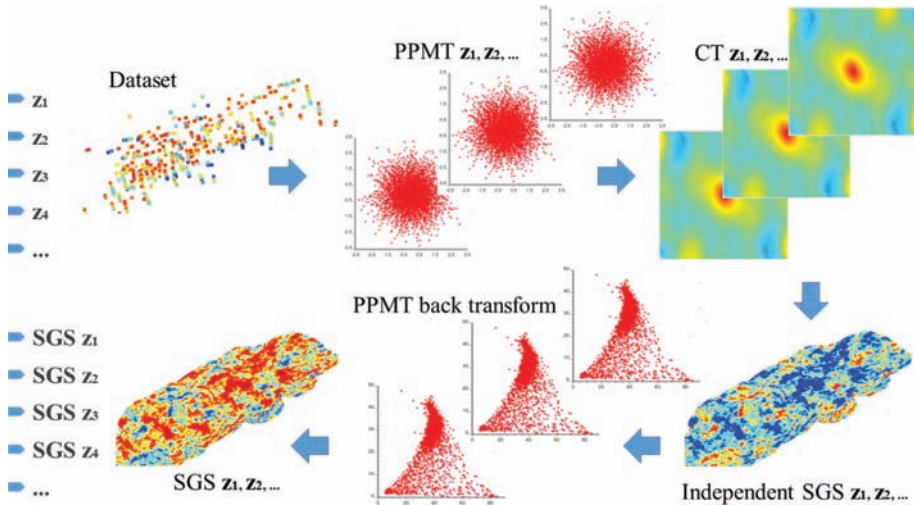 Dataset
z1
z2
z3
z4
...
PPMT z1, z2, ...
CT z1, z2, ...
PPMT back transform
SGS z1
SGS z2
SGS z3
SGS z4
...
SGS z1, z2, ...
Independent SGS z1, z2, ...